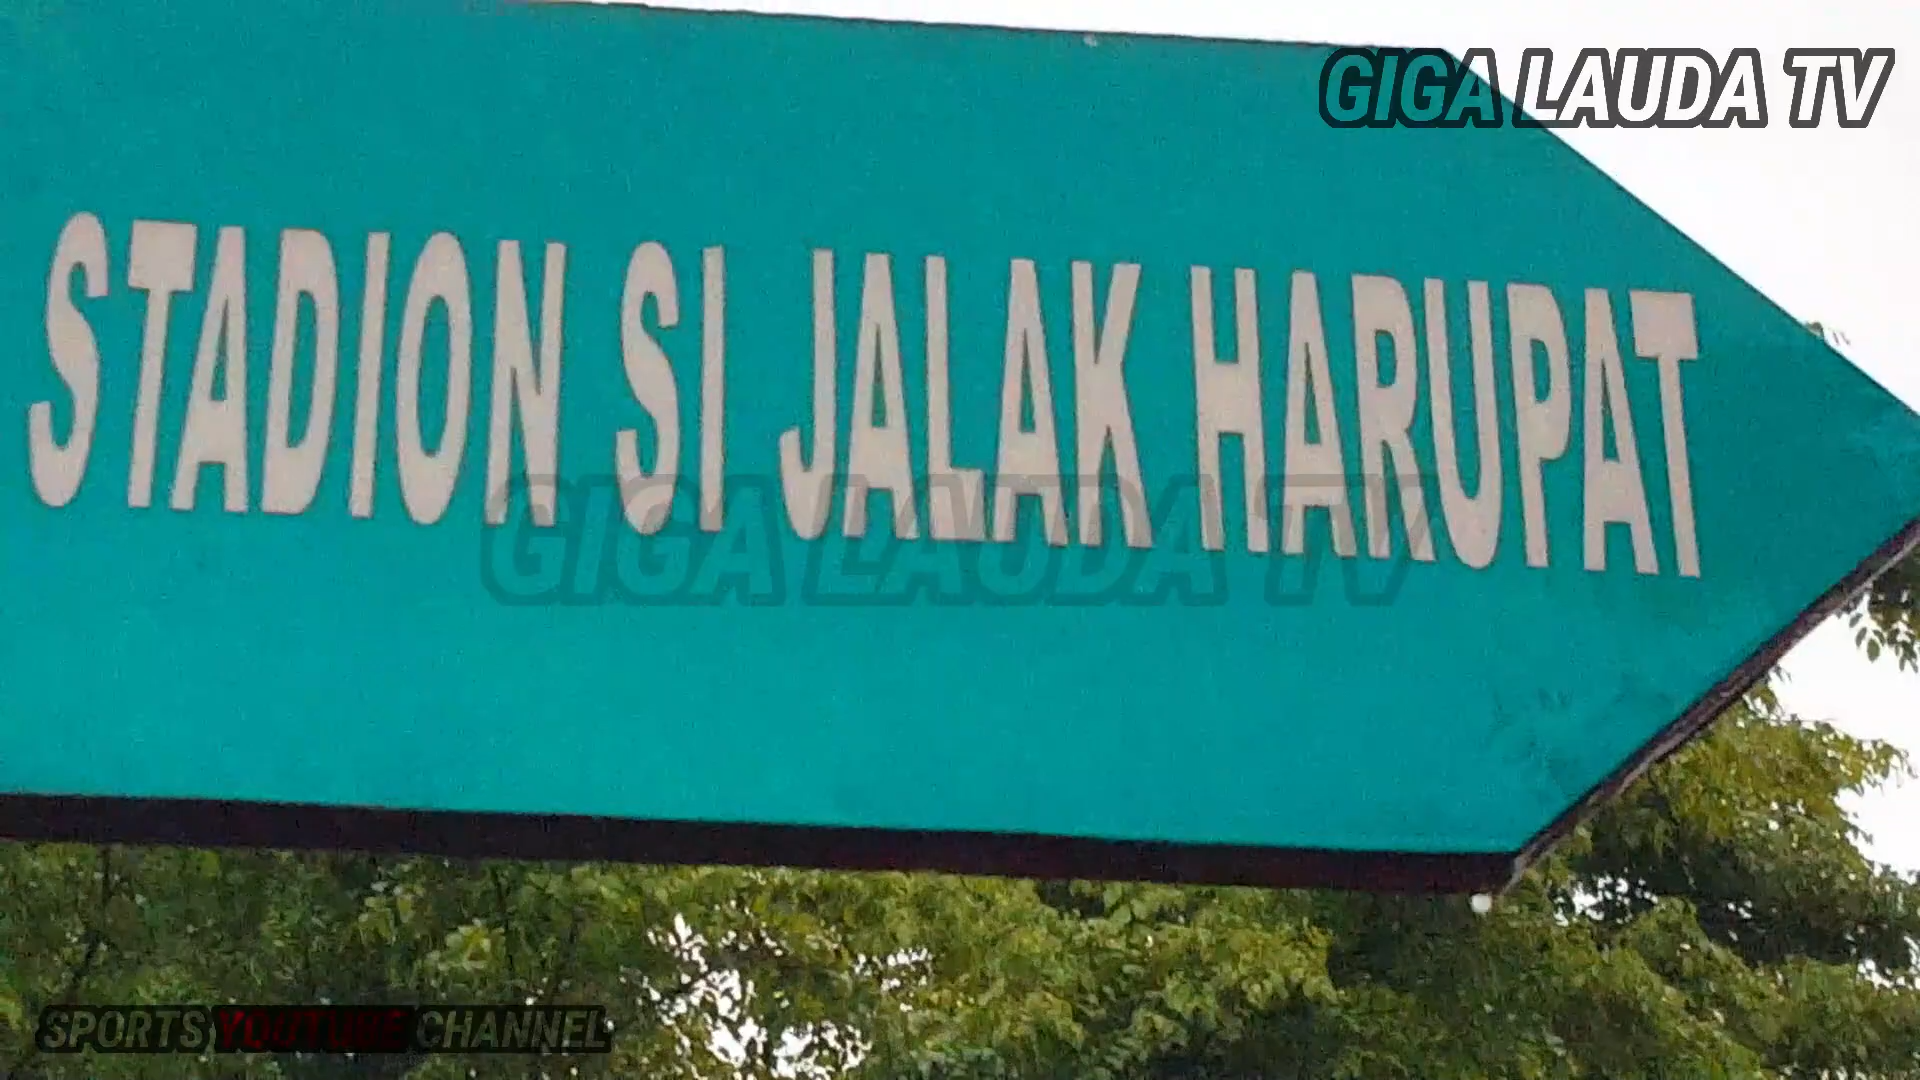 GIGA LAUDA TV
STADION SI JALAK HARUPAT
GIGA LAUDA TV
SPORTS YOUTUBE CHANNEL